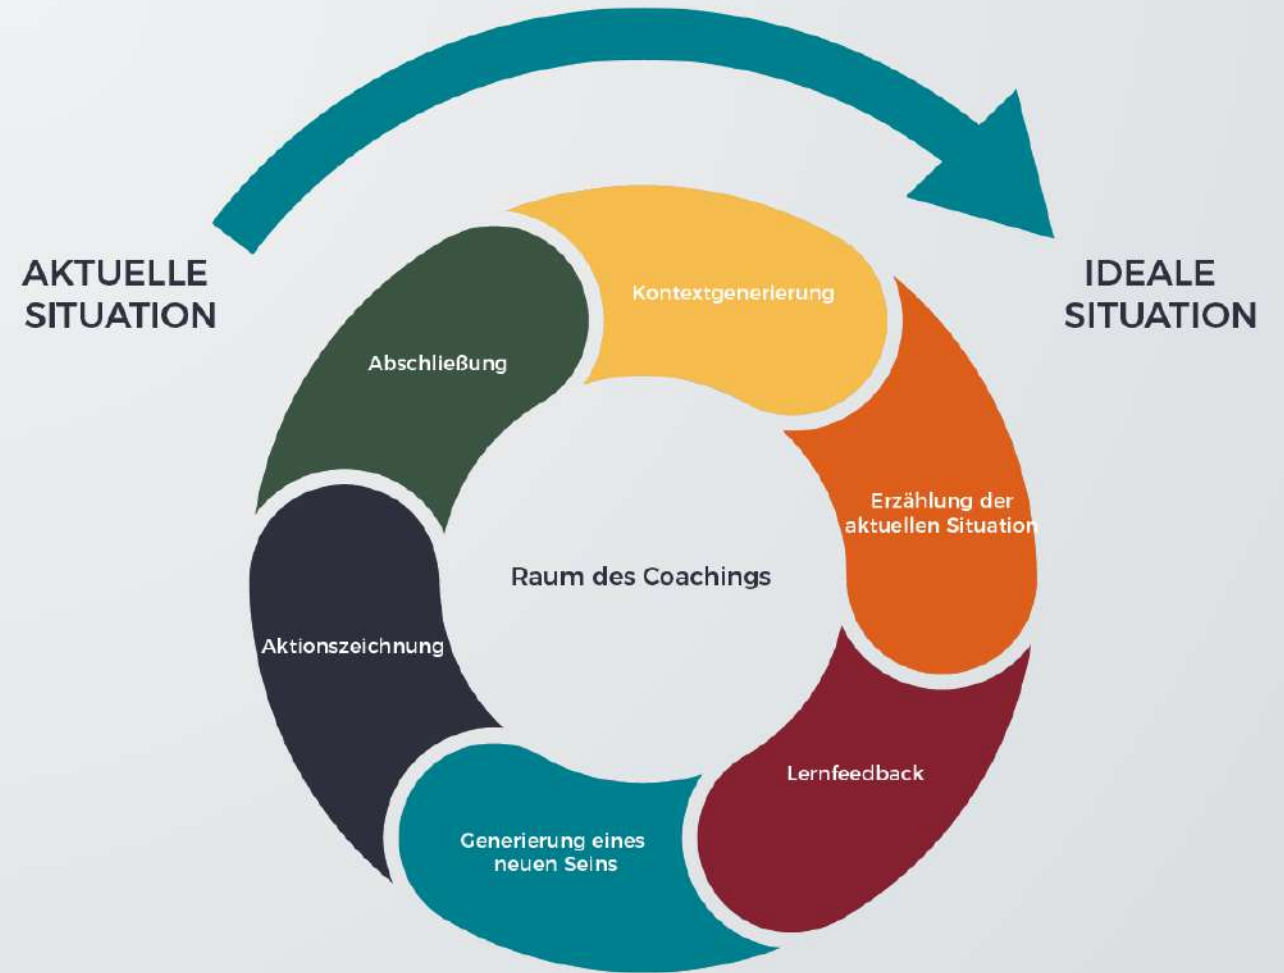 AKTUELLE
SITUATION
IDEALE
SITUATION
Kontextgenerierung
Erzählung der
aktuellen Situation
Lernfeedback
Generierung eines
neuen Seins
Aktionszeichnung
Abschließung
Raum des Coachings